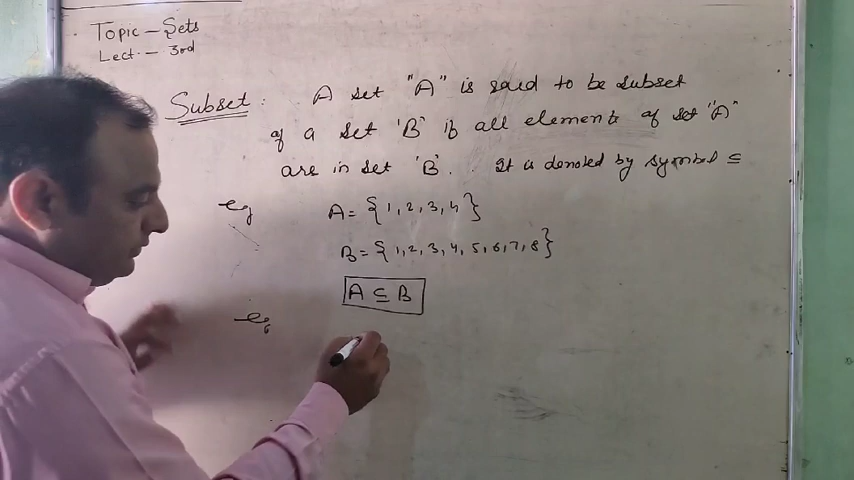 Topic - Sets
Lect. - 3rd
Subset: A set "A" is said to be subset
of a set 'B' if all elements of set "A"
are in set 'B'. It is denoted by symbol ⊆
eg A = {1, 2, 3, 4}
B = {1, 2, 3, 4, 5, 6, 7, 8}
A ⊆ B
eg